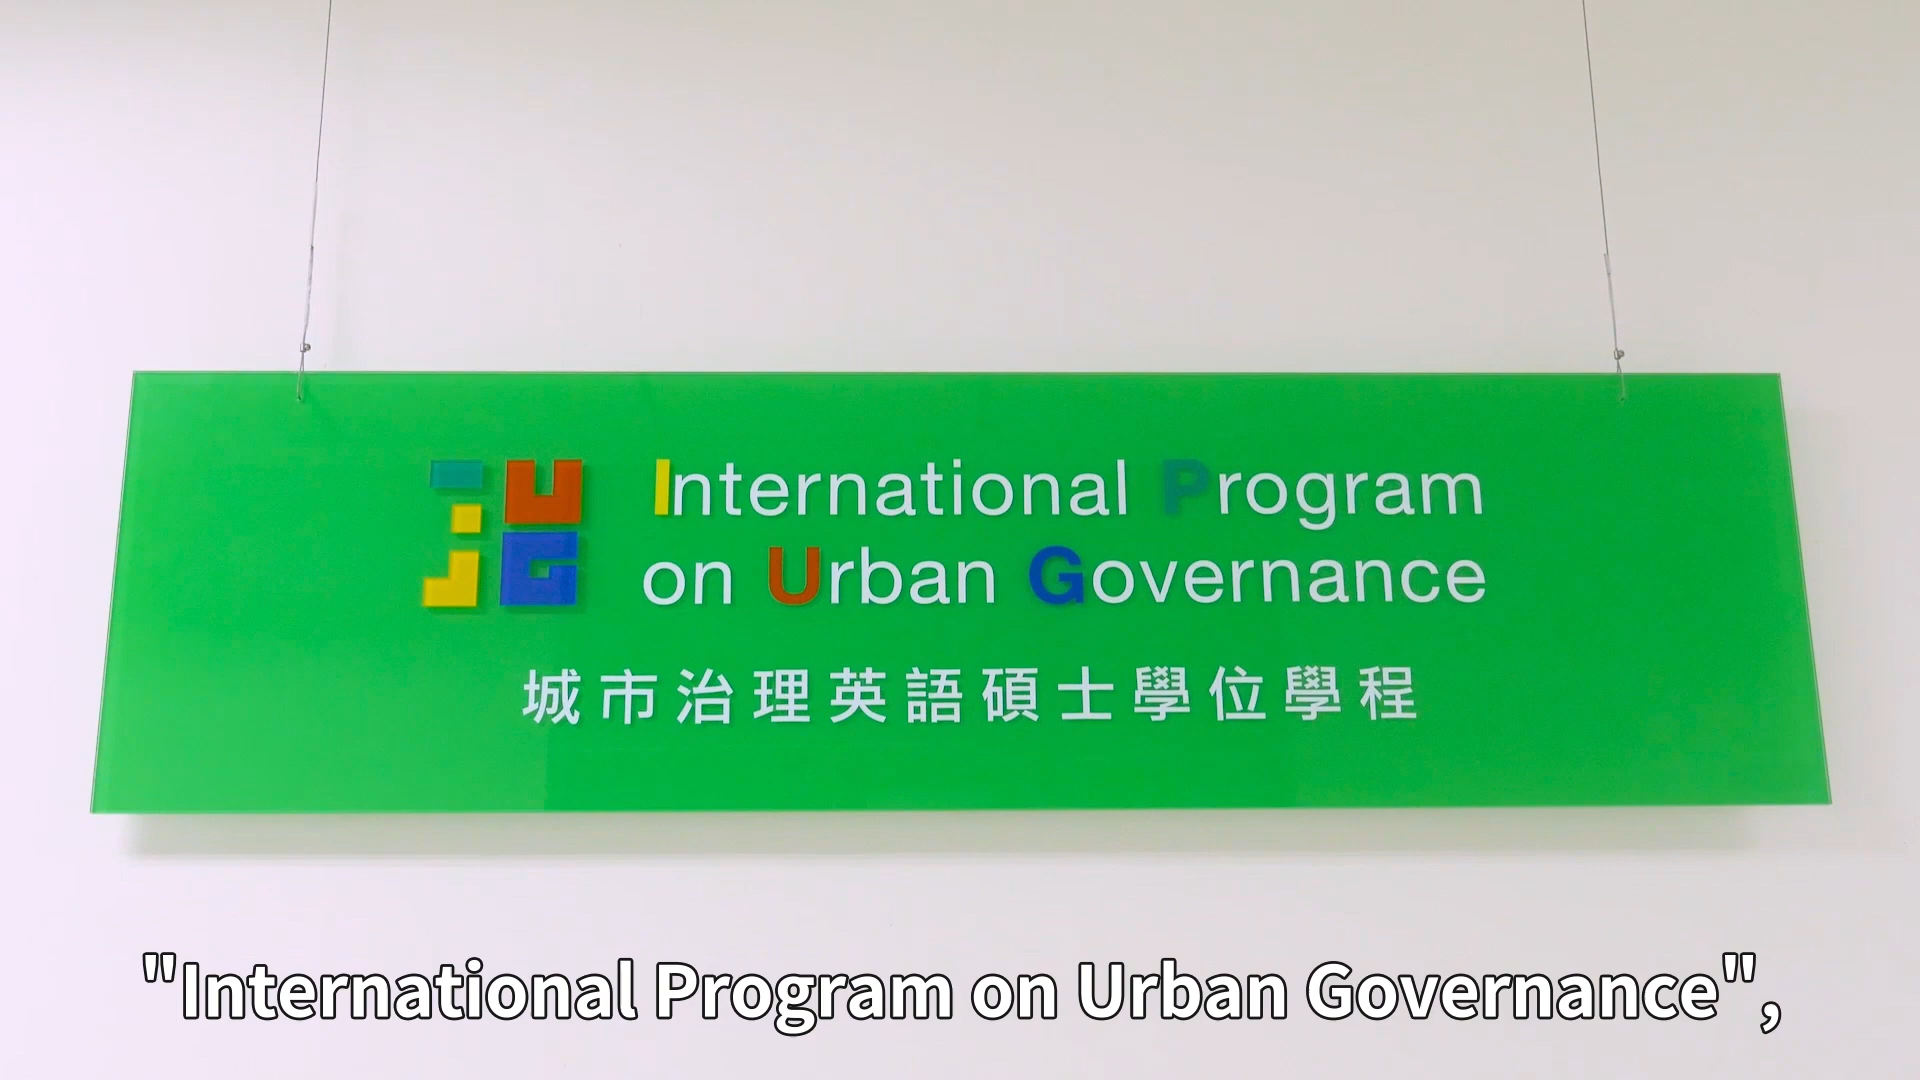 International Program
on Urban Governance
城市治理英語碩士學位學程
"International Program on Urban Governance",